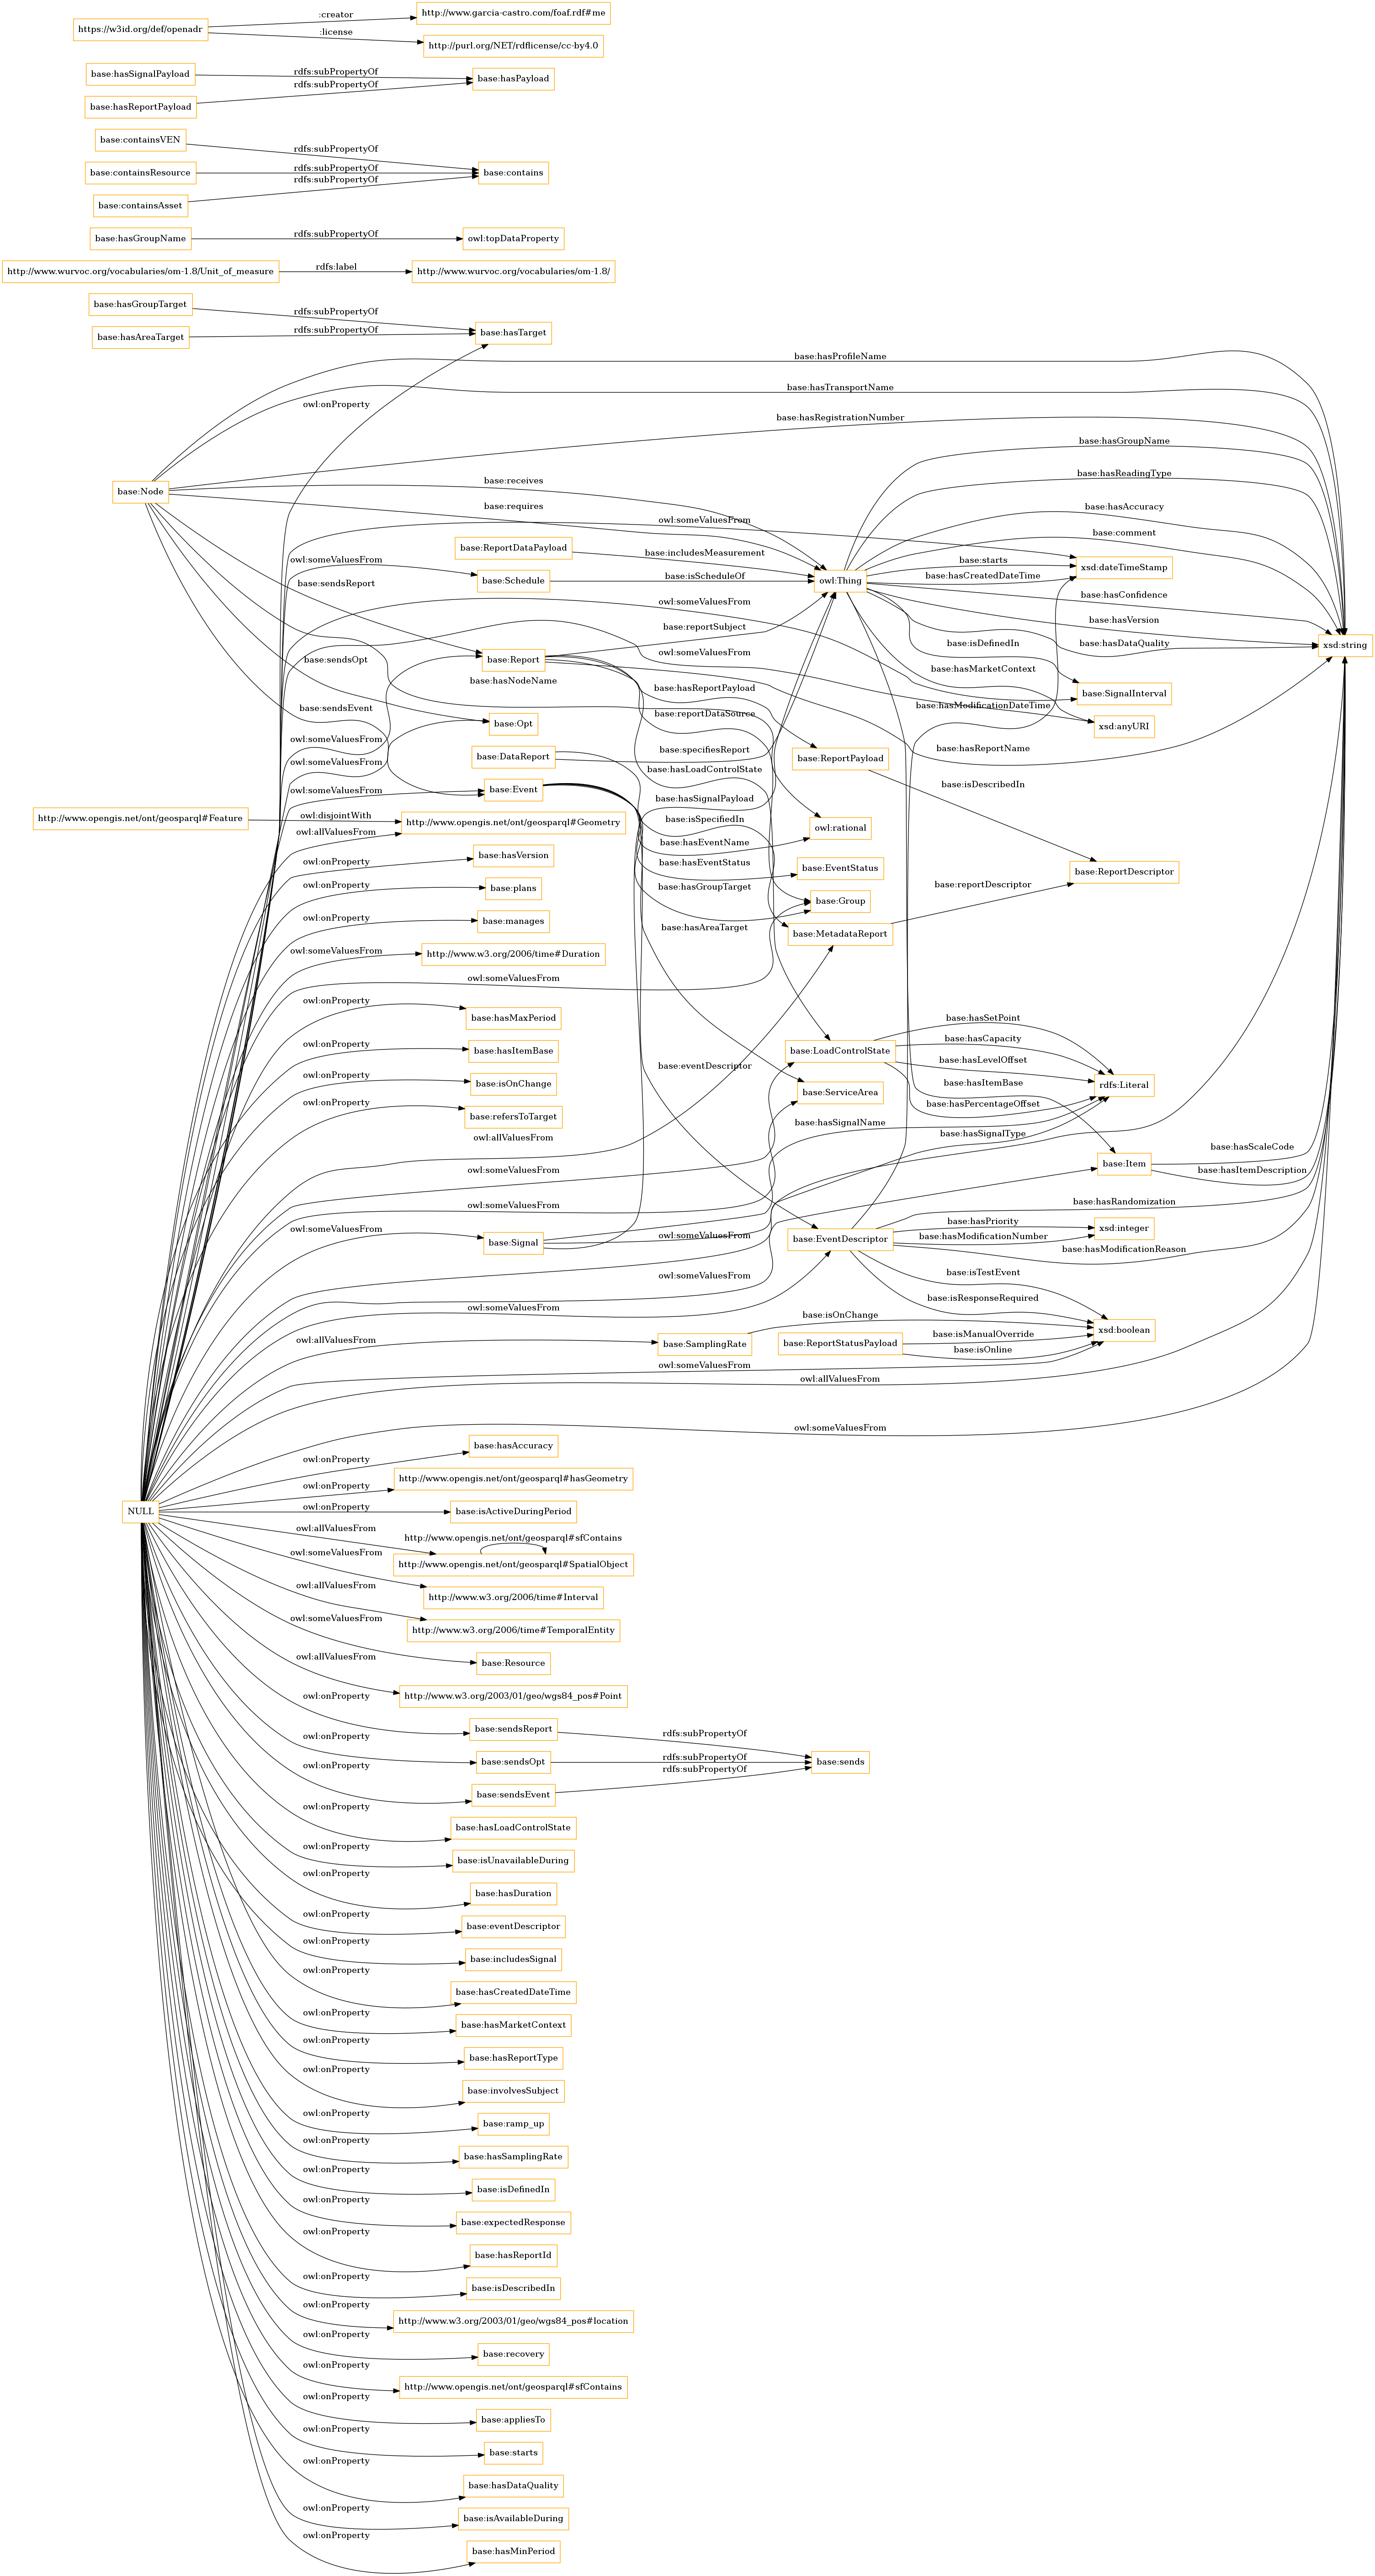 :creator
http://www.garcia-castro.com/foaf.rdf#me
https://w3id.org/def/openadr
:license
http://purl.org/NET/rdflicense/cc-by4.0
base:hasSignalPayload
rdfs:subPropertyOf
base:hasPayload
rdfs:subPropertyOf
base:hasReportPayload
base:containsVEN
rdfs:subPropertyOf
base:containsResource
rdfs:subPropertyOf
base:contains
rdfs:subPropertyOf
base:containsAsset
base:hasGroupName
rdfs:subPropertyOf
owl:topDataProperty
http://www.wurvoc.org/vocabularies/om-1.8/Unit_of_measure
rdfs:label
http://www.wurvoc.org/vocabularies/om-1.8/
base:hasGroupTarget
rdfs:subPropertyOf
base:hasAreaTarget
rdfs:subPropertyOf
base:hasTarget
base:hasProfileName
base:hasTransportName
owl:onProperty
base:hasRegistrationNumber
base:hasGroupName
base:receives
base:hasReadingType
base:Node
base:requires
base:hasAccuracy
owl:someValuesFrom
base:comment
base:ReportDataPayload
base:includesMeasurement
owl:someValuesFrom
base:starts
xsd:dateTimeStamp
base:sendsReport
base:Schedule
base:isScheduleOf
owl:Thing
base:hasCreatedDateTime
base:hasConfidence
owl:someValuesFrom
base:hasVersion
base:reportSubject
base:isDefinedIn
base:hasDataQuality
xsd:string
base:sendsOpt
base:Report
owl:someValuesFrom
base:hasMarketContext
base:hasNodeName
base:hasReportPayload
base:SignalInterval
base:sendsEvent
base:reportDataSource
base:hasModificationDateTime
base:Opt
xsd:anyURI
owl:someValuesFrom
base:specifiesReport
base:hasReportName
base:DataReport
base:ReportPayload
owl:someValuesFrom
base:hasLoadControlState
base:isDescribedIn
owl:someValuesFrom
base:Event
base:hasSignalPayload
http://www.opengis.net/ont/geosparql#Feature
owl:disjointWith
http://www.opengis.net/ont/geosparql#Geometry
base:isSpecifiedIn
owl:rational
owl:allValuesFrom
base:hasEventName
owl:onProperty
base:hasVersion
base:hasEventStatus
base:EventStatus
base:ReportDescriptor
owl:onProperty
base:plans
base:hasGroupTarget
base:reportDescriptor
base:Group
owl:onProperty
base:manages
base:hasAreaTarget
base:MetadataReport
owl:someValuesFrom
http://www.w3.org/2006/time#Duration
owl:someValuesFrom
owl:onProperty
base:hasMaxPeriod
base:hasSetPoint
owl:onProperty
base:hasItemBase
base:LoadControlState
base:hasCapacity
base:eventDescriptor
base:hasLevelOffset
owl:onProperty
base:isOnChange
base:hasItemBase
rdfs:Literal
base:ServiceArea
owl:onProperty
base:refersToTarget
base:hasPercentageOffset
base:hasSignalName
owl:allValuesFrom
base:hasSignalType
base:hasScaleCode
owl:someValuesFrom
base:Item
base:hasItemDescription
owl:someValuesFrom
base:hasRandomization
owl:someValuesFrom
base:Signal
owl:someValuesFrom
base:hasPriority
xsd:integer
base:EventDescriptor
base:hasModificationNumber
base:hasModificationReason
owl:someValuesFrom
base:isTestEvent
owl:someValuesFrom
base:isResponseRequired
base:isOnChange
xsd:boolean
owl:allValuesFrom
base:SamplingRate
base:ReportStatusPayload
base:isManualOverride
base:isOnline
owl:someValuesFrom
owl:allValuesFrom
owl:someValuesFrom
owl:onProperty
base:hasAccuracy
owl:onProperty
http://www.opengis.net/ont/geosparql#hasGeometry
NULL
owl:onProperty
base:isActiveDuringPeriod
owl:allValuesFrom
http://www.opengis.net/ont/geosparql#sfContains
owl:someValuesFrom
http://www.opengis.net/ont/geosparql#SpatialObject
owl:allValuesFrom
http://www.w3.org/2006/time#Interval
owl:someValuesFrom
http://www.w3.org/2006/time#TemporalEntity
owl:allValuesFrom
base:Resource
http://www.w3.org/2003/01/geo/wgs84_pos#Point
owl:onProperty
base:sendsReport
rdfs:subPropertyOf
owl:onProperty
base:sendsOpt
rdfs:subPropertyOf
base:sends
owl:onProperty
base:sendsEvent
rdfs:subPropertyOf
owl:onProperty
base:hasLoadControlState
owl:onProperty
base:isUnavailableDuring
owl:onProperty
base:hasDuration
owl:onProperty
base:eventDescriptor
owl:onProperty
base:includesSignal
owl:onProperty
base:hasCreatedDateTime
owl:onProperty
base:hasMarketContext
owl:onProperty
base:hasReportType
owl:onProperty
base:involvesSubject
owl:onProperty
base:ramp_up
owl:onProperty
base:hasSamplingRate
owl:onProperty
base:isDefinedIn
owl:onProperty
base:expectedResponse
owl:onProperty
base:hasReportId
owl:onProperty
base:isDescribedIn
owl:onProperty
http://www.w3.org/2003/01/geo/wgs84_pos#location
owl:onProperty
base:recovery
owl:onProperty
http://www.opengis.net/ont/geosparql#sfContains
owl:onProperty
base:appliesTo
owl:onProperty
base:starts
owl:onProperty
base:hasDataQuality
owl:onProperty
base:isAvailableDuring
owl:onProperty
base:hasMinPeriod